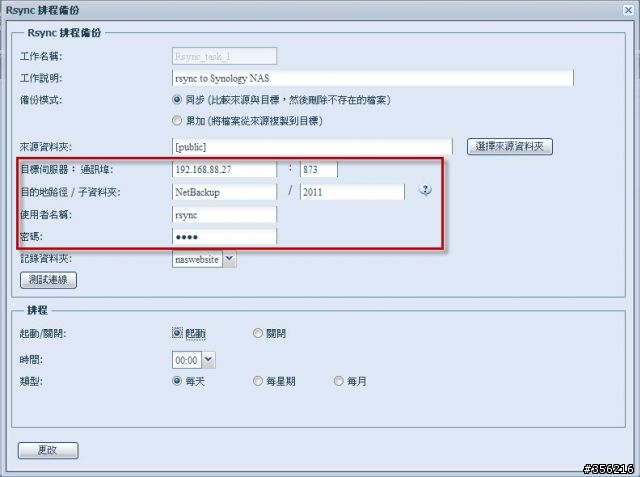 Rsync 排程備份
Rsync 排程備份
工作名稱: Rsync_task_1
工作說明: rsync to Synology NAS
備份模式: 同步 (比較來源與目標，然後刪除不存在的檔案)
累加 (將檔案從來源複製到目標)
來源資料夾: [public] 選擇來源資料夾
目標伺服器：通訊埠: 192.168.88.27 : 873
目的地路徑 / 子資料夾: NetBackup / 2011
使用者名稱: rsync
密碼: ●●●●
記錄資料夾: naswebsite
測試連線
排程
起動/關閉: 起動 關閉
時間: 00:00
類型: 每天 每星期 每月
更改
#356216